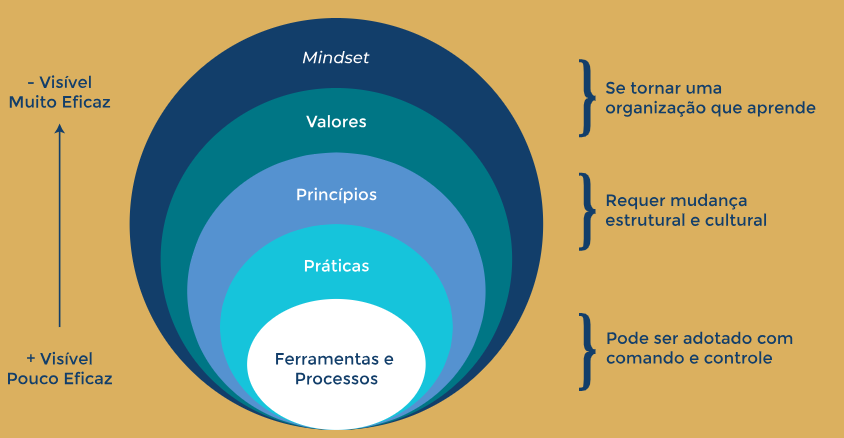 - Visível
Muito Eficaz
+ Visível
Pouco Eficaz
Mindset
Valores
Princípios
Práticas
Ferramentas e
Processos
Se tornar uma
organização que aprende
Requer mudança
estrutural e cultural
Pode ser adotado com
comando e controle